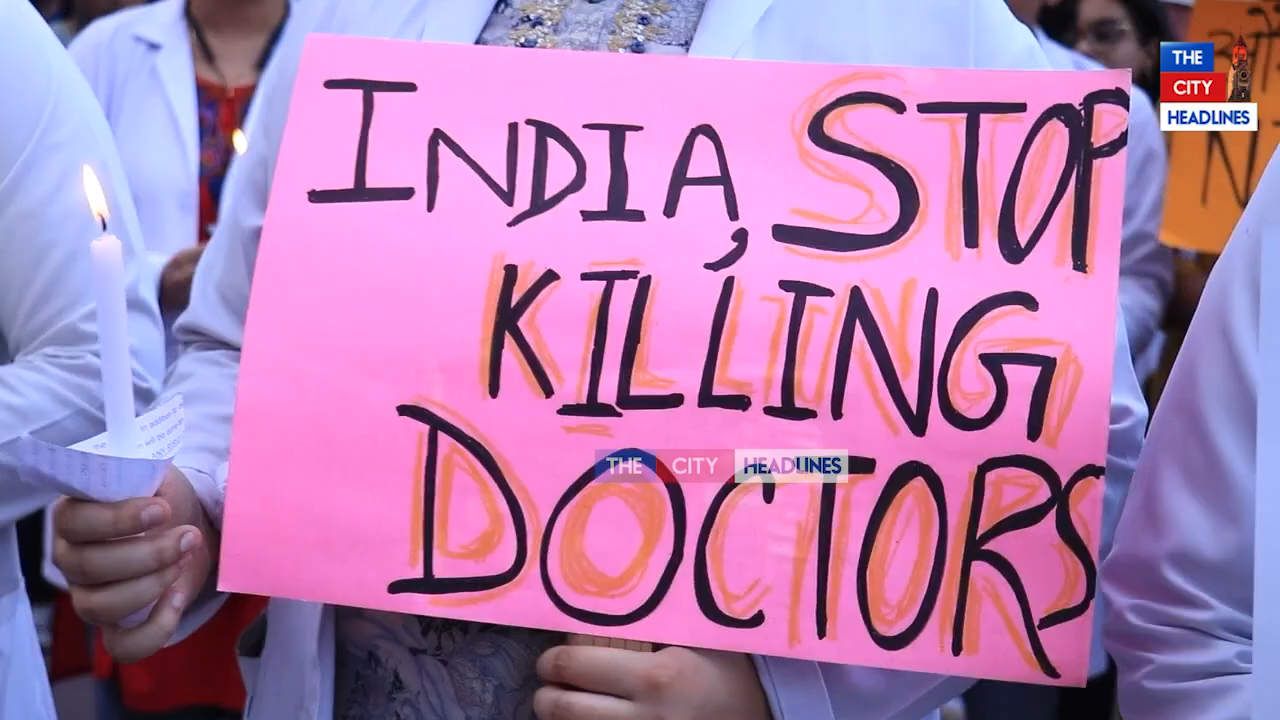 INDIA, STOP
KILLING
DOCTORS
THE
CITY
HEADLINES
THE CITY HEADLINES